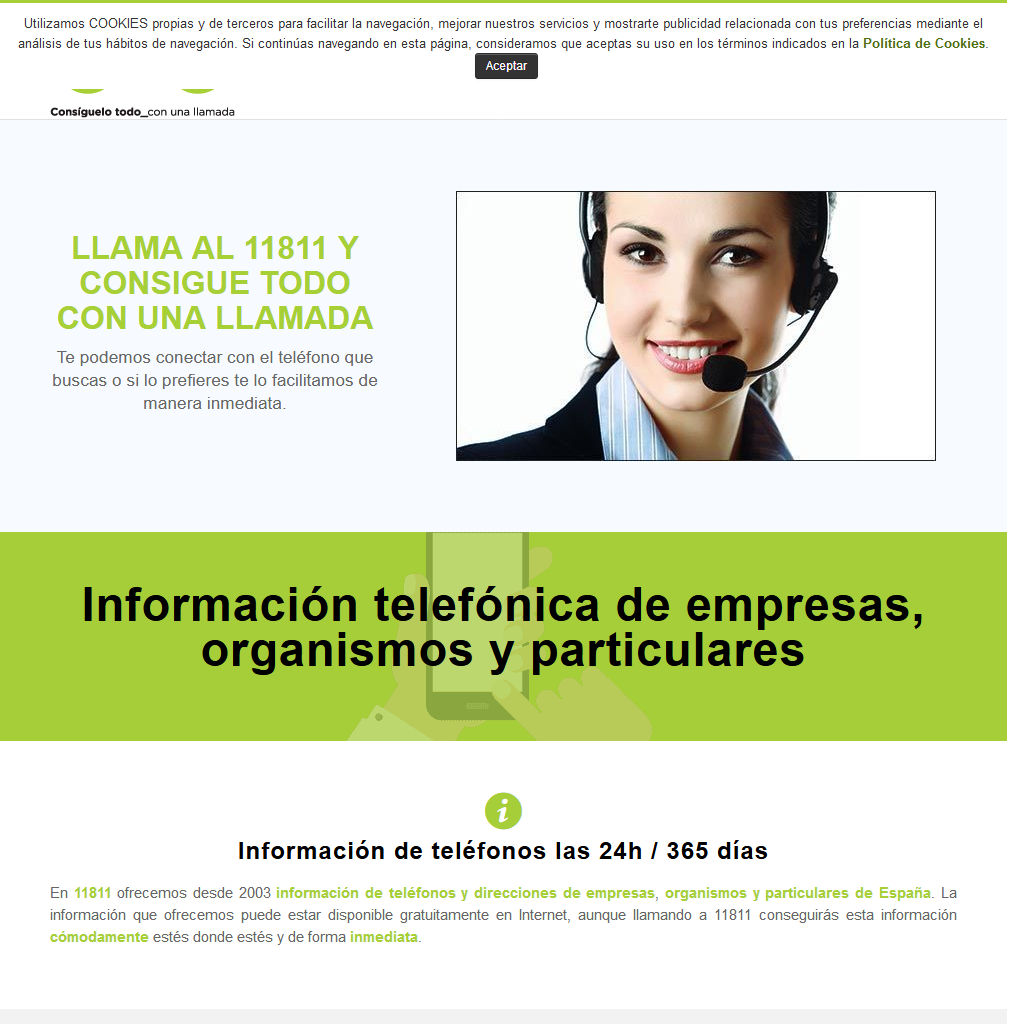 Utilizamos COOKIES propias y de terceros para facilitar la navegación, mejorar nuestros servicios y mostrarte publicidad relacionada con tus preferencias mediante el
análisis de tus hábitos de navegación. Si continúas navegando en esta página, consideramos que aceptas su uso en los términos indicados en la Política de Cookies.
Aceptar
Consíguelo todo_con una llamada
LLAMA AL 11811 Y
CONSIGUE TODO
CON UNA LLAMADA
Te podemos conectar con el teléfono que
buscas o si lo prefieres te lo facilitamos de
manera inmediata.
Información telefónica de empresas,
organismos y particulares
i
Información de teléfonos las 24h / 365 días
En 11811 ofrecemos desde 2003 información de teléfonos y direcciones de empresas, organismos y particulares de España. La
información que ofrecemos puede estar disponible gratuitamente en Internet, aunque llamando a 11811 conseguirás esta información
cómodamente estés donde estés y de forma inmediata.